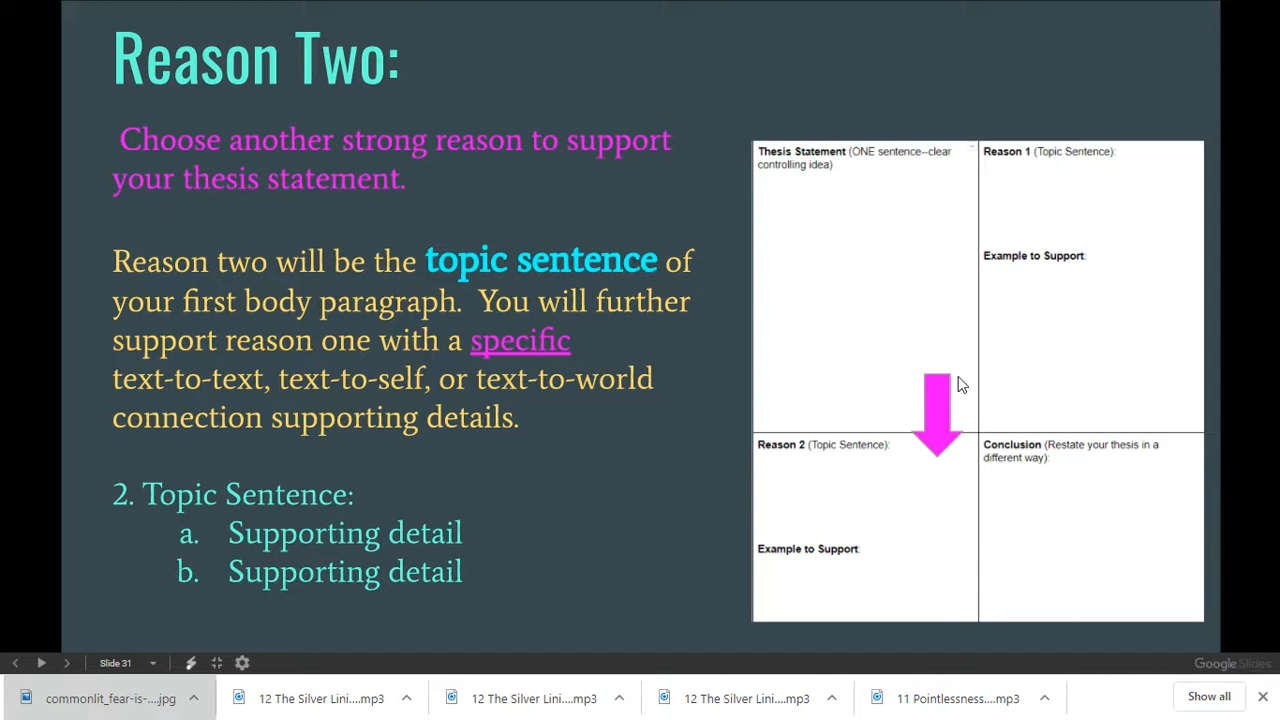 Reason Two:
Choose another strong reason to support
your thesis statement.
Reason two will be the topic sentence of
your first body paragraph.  You will further
support reason one with a specific
text-to-text, text-to-self, or text-to-world
connection supporting details.
2. Topic Sentence:
a. Supporting detail
b. Supporting detail
Thesis Statement (ONE sentence--clear
controlling idea)
Reason 1 (Topic Sentence):
Example to Support:
Reason 2 (Topic Sentence):
Example to Support:
Conclusion (Restate your thesis in a
different way):
Slide 31
Google Slides
commonlit_fear-is-....jpg
12 The Silver Lini....mp3
12 The Silver Lini....mp3
12 The Silver Lini....mp3
11 Pointlessness....mp3
Show all